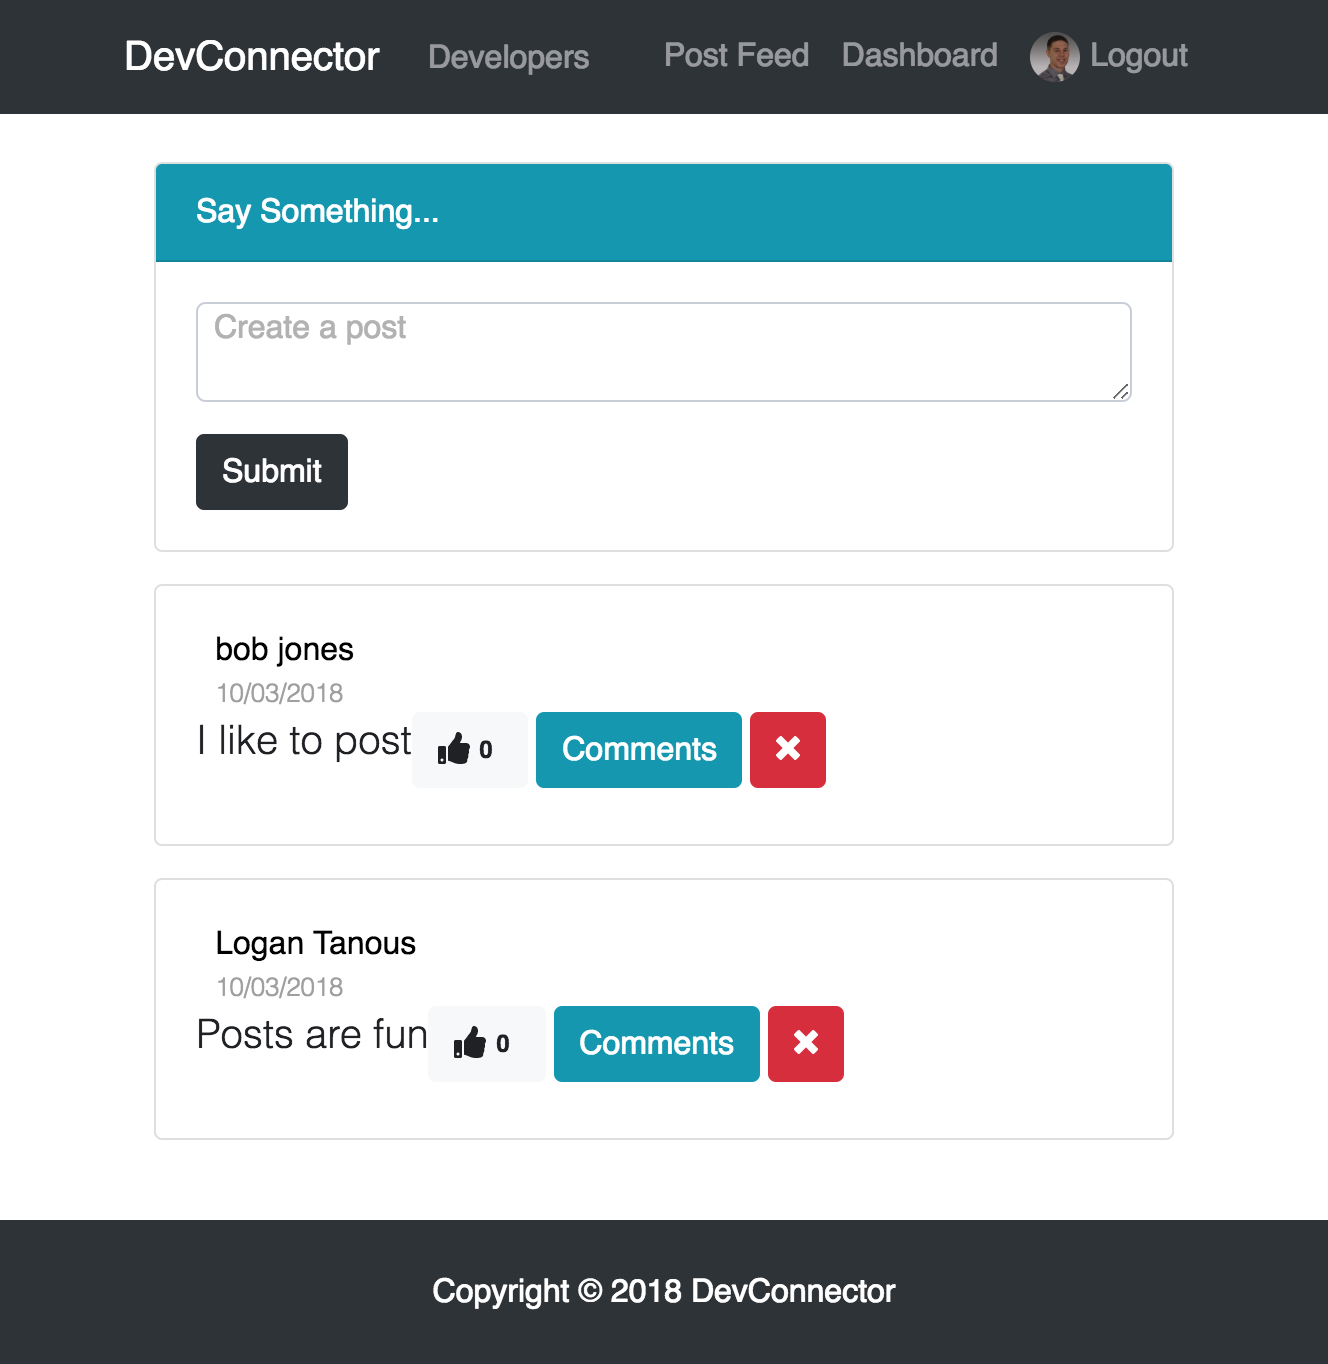 DevConnector Developers Post Feed Dashboard Logout
Say Something...
Create a post
Submit
bob jones
10/03/2018
I like to post 0 Comments
Logan Tanous
10/03/2018
Posts are fun 0 Comments
Copyright © 2018 DevConnector